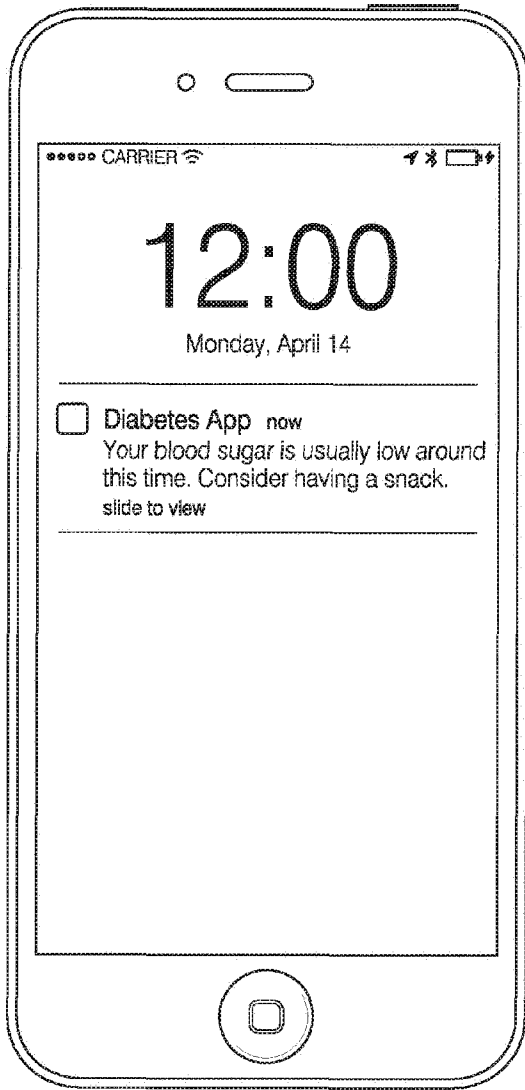 CARRIER
12:00
Monday, April 14
Diabetes App now
Your blood sugar is usually low around
this time. Consider having a snack.
slide to view